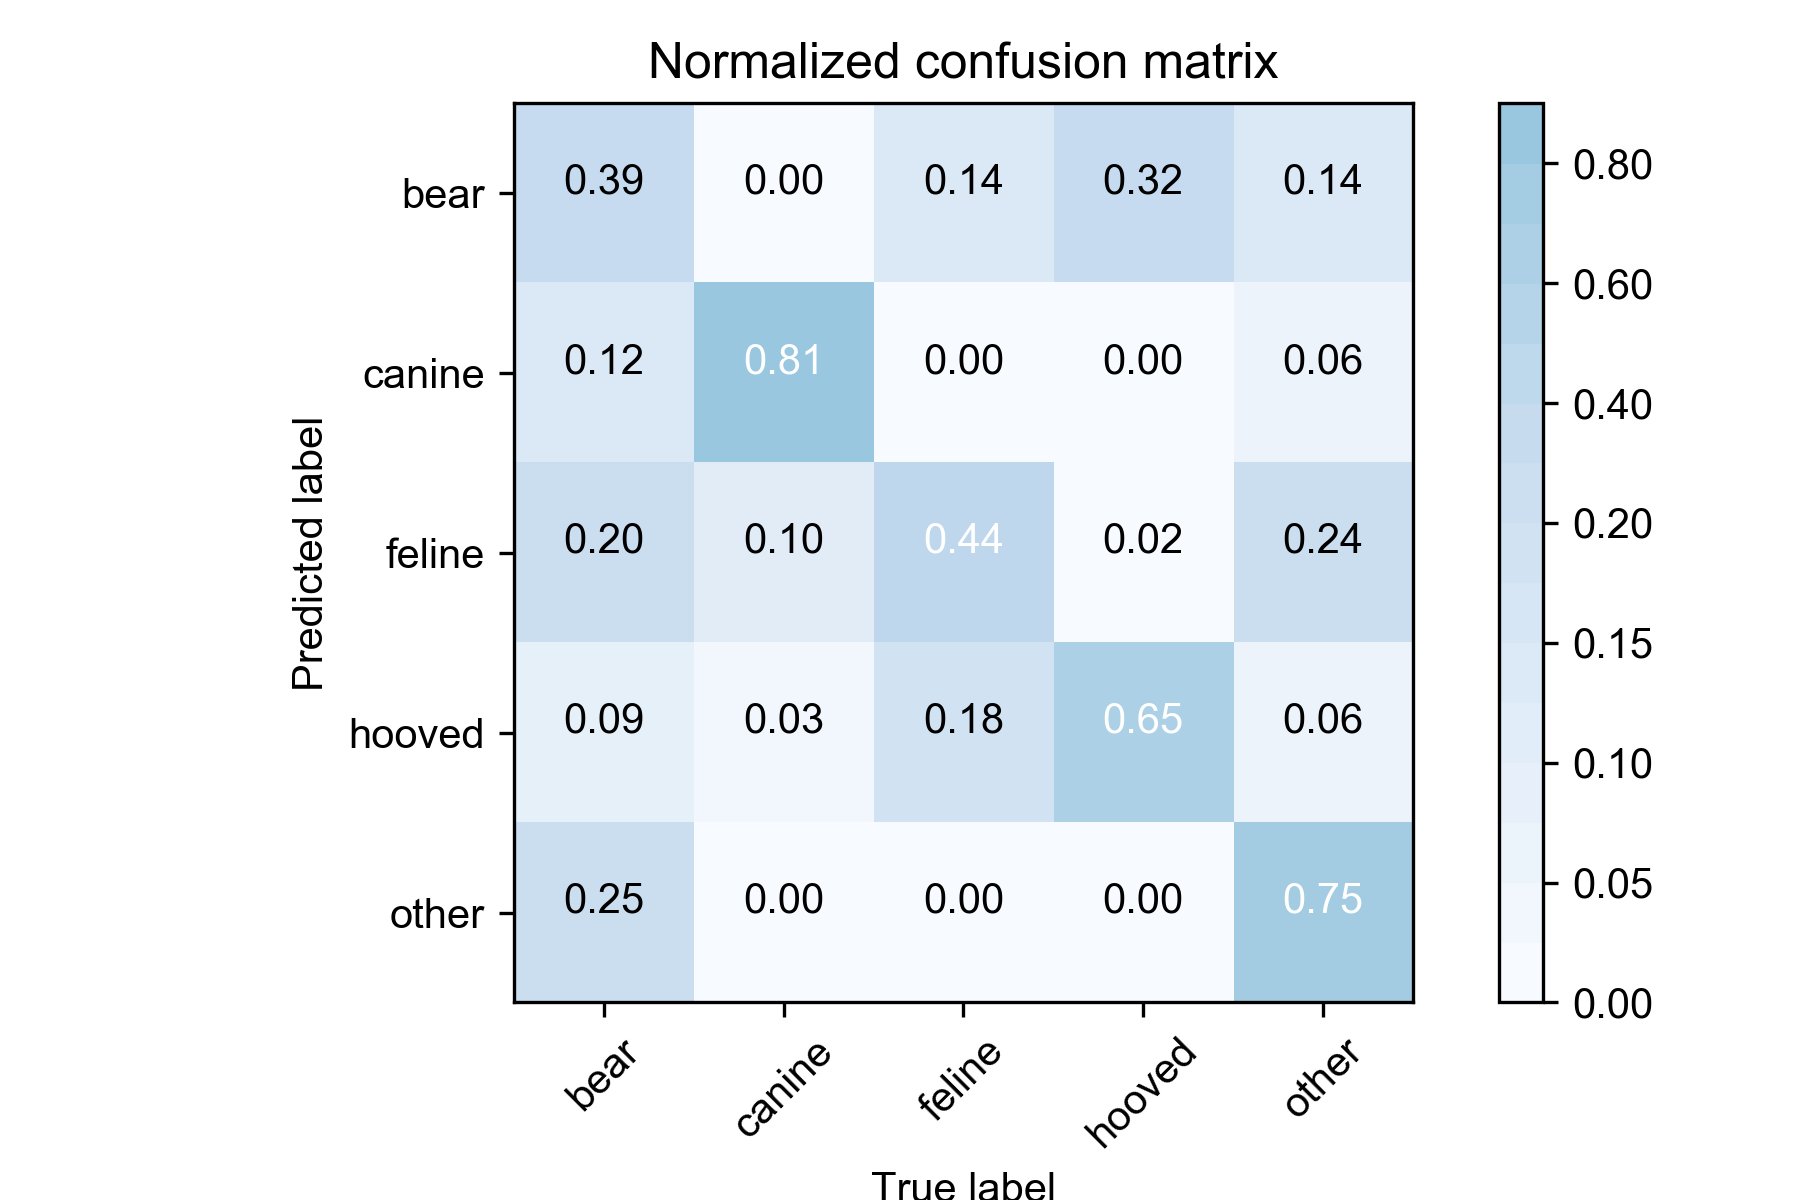 Normalized confusion matrix
bear 0.39 0.00 0.14 0.32 0.14
canine 0.12 0.81 0.00 0.00 0.06
feline 0.20 0.10 0.44 0.02 0.24
hooved 0.09 0.03 0.18 0.65 0.06
other 0.25 0.00 0.00 0.00 0.75
Predicted label
bear canine feline hooved other
True label
0.80
0.60
0.40
0.20
0.15
0.10
0.05
0.00